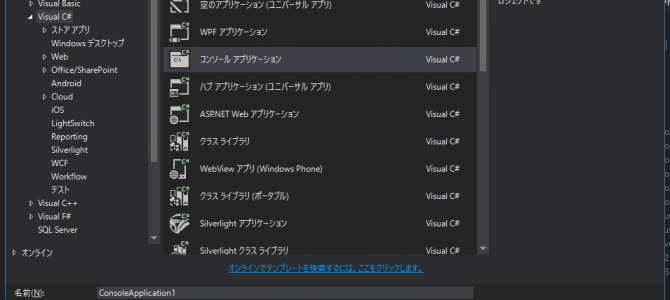 Visual Basic
Visual C#
ストア アプリ
Windows デスクトップ
Web
Office/SharePoint
Android
Cloud
iOS
LightSwitch
Reporting
Silverlight
WCF
Workflow
テスト
Visual C++
Visual F#
SQL Server
オンライン
空のアプリケーション (ユニバーサル アプリ) Visual C#
WPF アプリケーション Visual C#
コンソール アプリケーション Visual C#
ハブ アプリケーション (ユニバーサル アプリ) Visual C#
ASP.NET Web アプリケーション Visual C#
クラス ライブラリ Visual C#
WebView アプリ (Windows Phone) Visual C#
クラス ライブラリ (ポータブル) Visual C#
Silverlight アプリケーション Visual C#
Silverlight クラス ライブラリ Visual C#
オンラインでテンプレートを検索するには、ここをクリックします。
名前(N): ConsoleApplication1